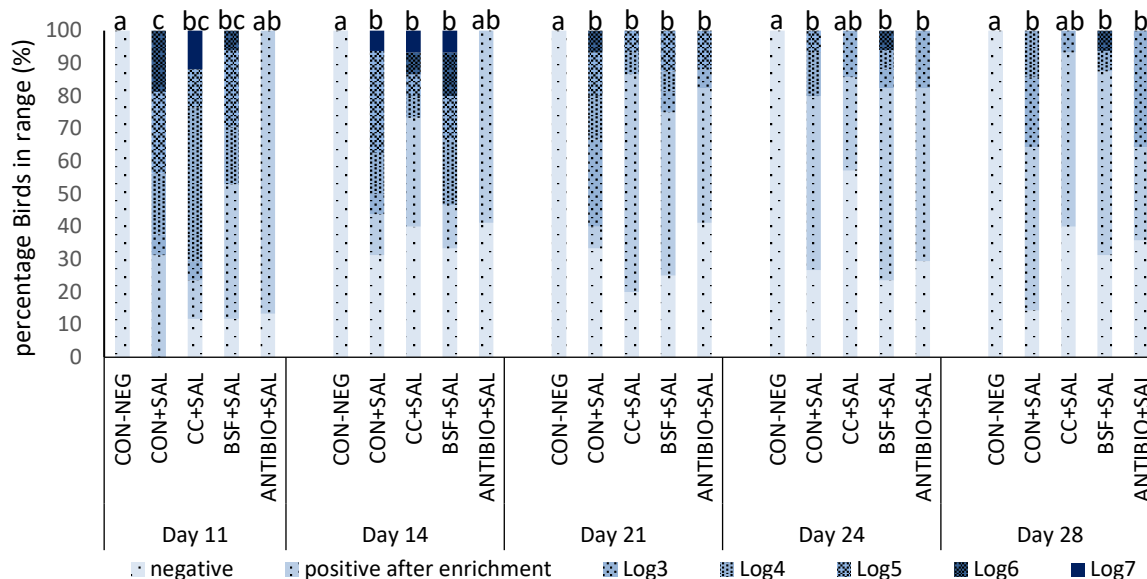 a c bc bc ab a b b b ab a b b b b a b ab b b a b ab b b
percentage Birds in range (%)
100
90
80
70
60
50
40
30
20
10
0
CON-NEG
CON+SAL
CC+SAL
BSF+SAL
ANTIBIO+SAL
CON-NEG
CON+SAL
CC+SAL
BSF+SAL
ANTIBIO+SAL
CON-NEG
CON+SAL
CC+SAL
BSF+SAL
ANTIBIO+SAL
CON-NEG
CON+SAL
CC+SAL
BSF+SAL
ANTIBIO+SAL
CON-NEG
CON+SAL
CC+SAL
BSF+SAL
ANTIBIO+SAL
Day 11 Day 14 Day 21 Day 24 Day 28
negative positive after enrichment Log3 Log4 Log5 Log6 Log7